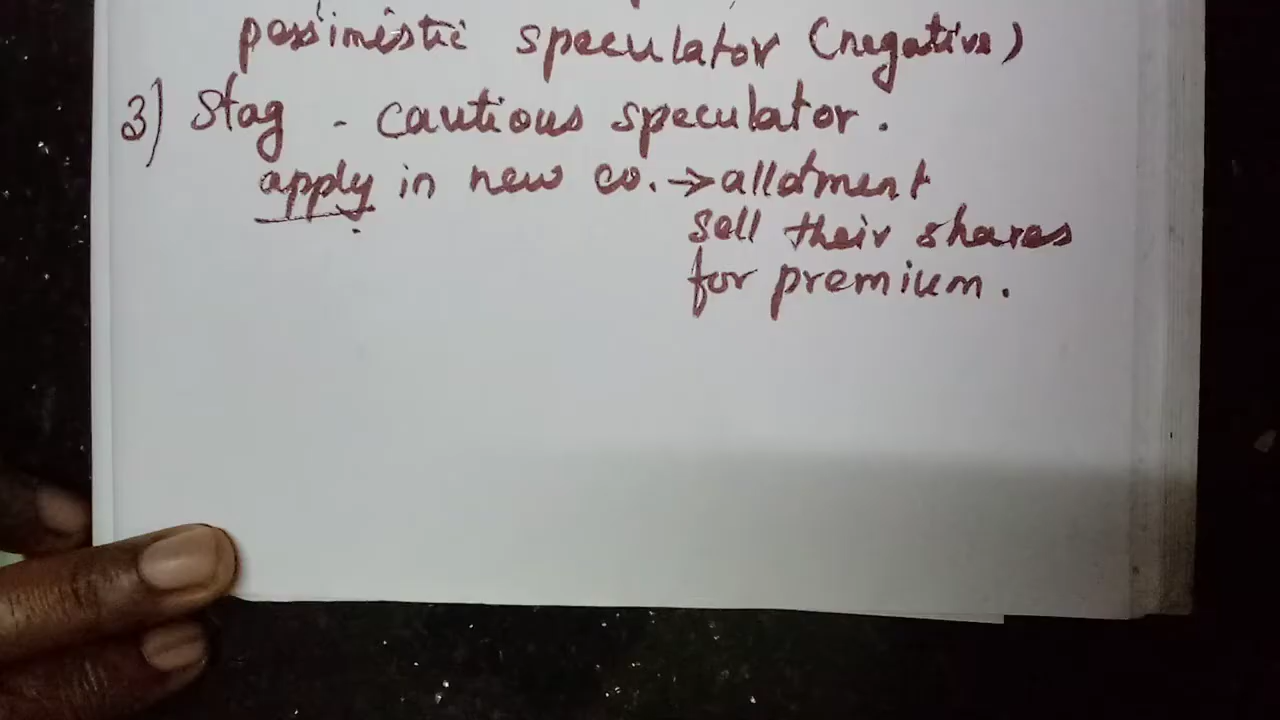 pessimistic speculator (negative)
3) Stag - cautious speculator.
apply in new co. → allotment
sell their shares
for premium.